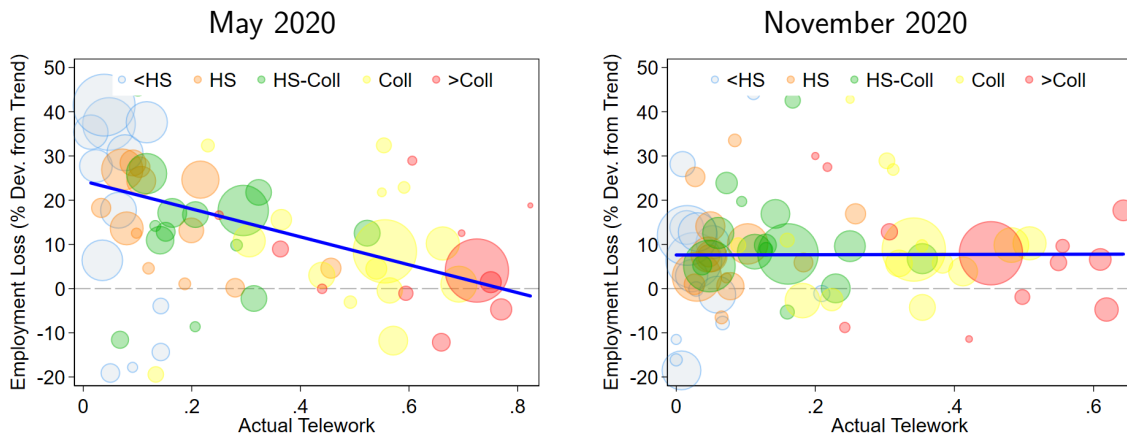 May 2020
November 2020
<HS HS HS-Coll Coll >Coll
Employment Loss (% Dev. from Trend)
50
40
30
20
10
0
-10
-20
0 .2 .4 .6 .8
Actual Telework
<HS HS HS-Coll Coll >Coll
Employment Loss (% Dev. from Trend)
50
40
30
20
10
0
-10
-20
0 .2 .4 .6
Actual Telework